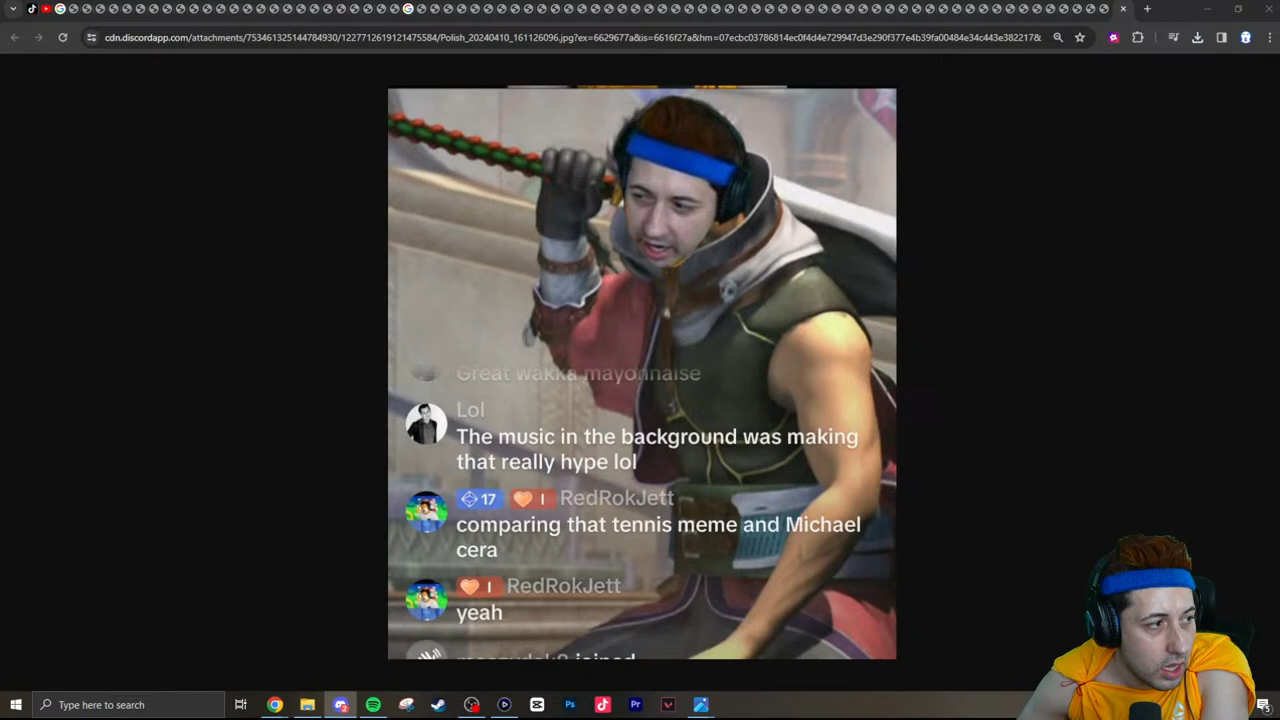 cdn.discordapp.com/attachments/753461325144784930/1227712619121475584/Polish_20240410_161126096.jpg?ex=6629677a&is=6616f27a&hm=07ecbc03786814ec0f4d4e729947d3e290f377e4b39fa00484e34c443e382217&
Great wakka mayonnaise
Lol
The music in the background was making
that really hype lol
17 I RedRokJett
comparing that tennis meme and Michael
cera
I RedRokJett
yeah
joined
Type here to search